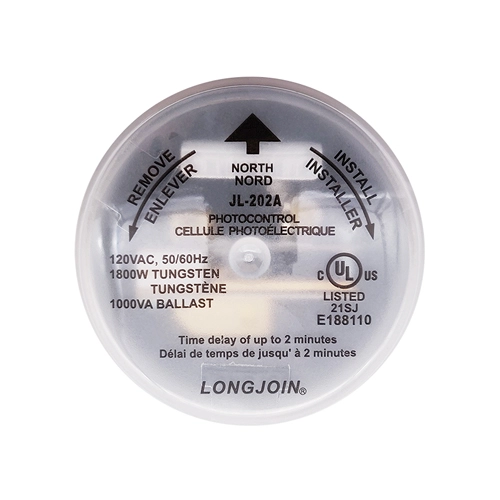 NORTH
NORD
REMOVE
ENLEVER
INSTALL
INSTALLER
JL-202A
PHOTOCONTROL
CELLULE PHOTOÉLECTRIQUE
120VAC, 50/60Hz
1800W TUNGSTEN
TUNGSTÈNE
1000VA BALLAST
C UL US
LISTED
21SJ
E188110
Time delay of up to 2 minutes
Délai de temps de jusqu' à 2 minutes
LONGJOIN®